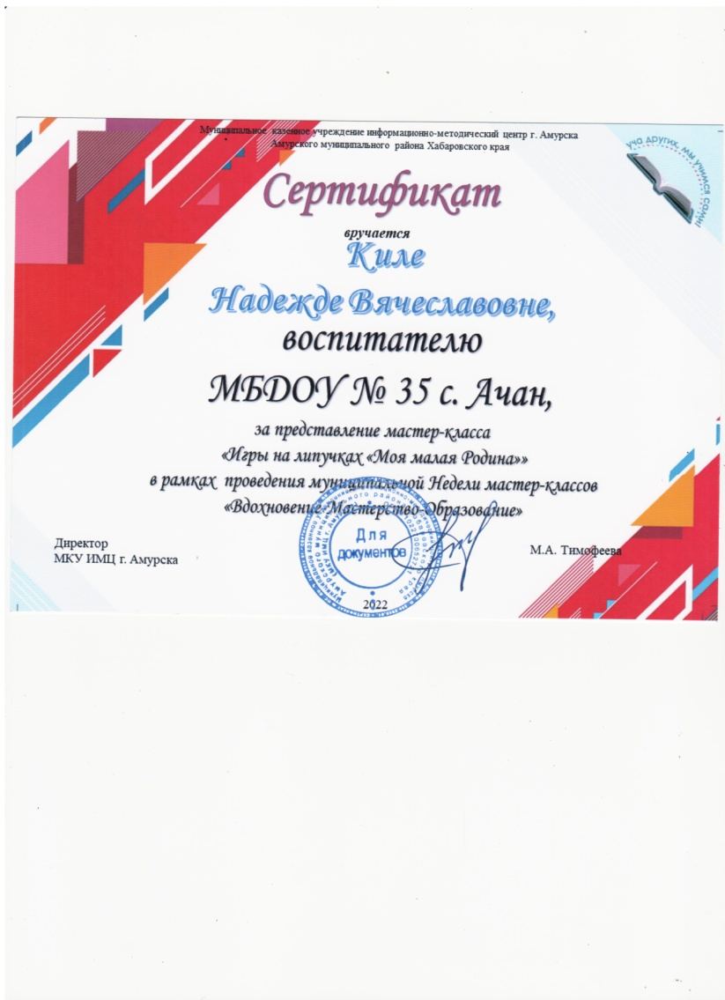 Муниципальное казенное учреждение информационно-методический центр г. Амурска
Амурского муниципального района Хабаровского края
уча других, мы учимся сами!
Сертификат
вручается
Киле
Надежде Вячеславовне,
воспитателю
МБДОУ № 35 с. Ачан,
за представление мастер-класса
«Игры на липучках «Моя малая Родина»»
в рамках проведения муниципальной Недели мастер-классов
«Вдохновение-Мастерство-Образование»
Директор
МКУ ИМЦ г. Амурска
М.А. Тимофеева
Для
документов
2022